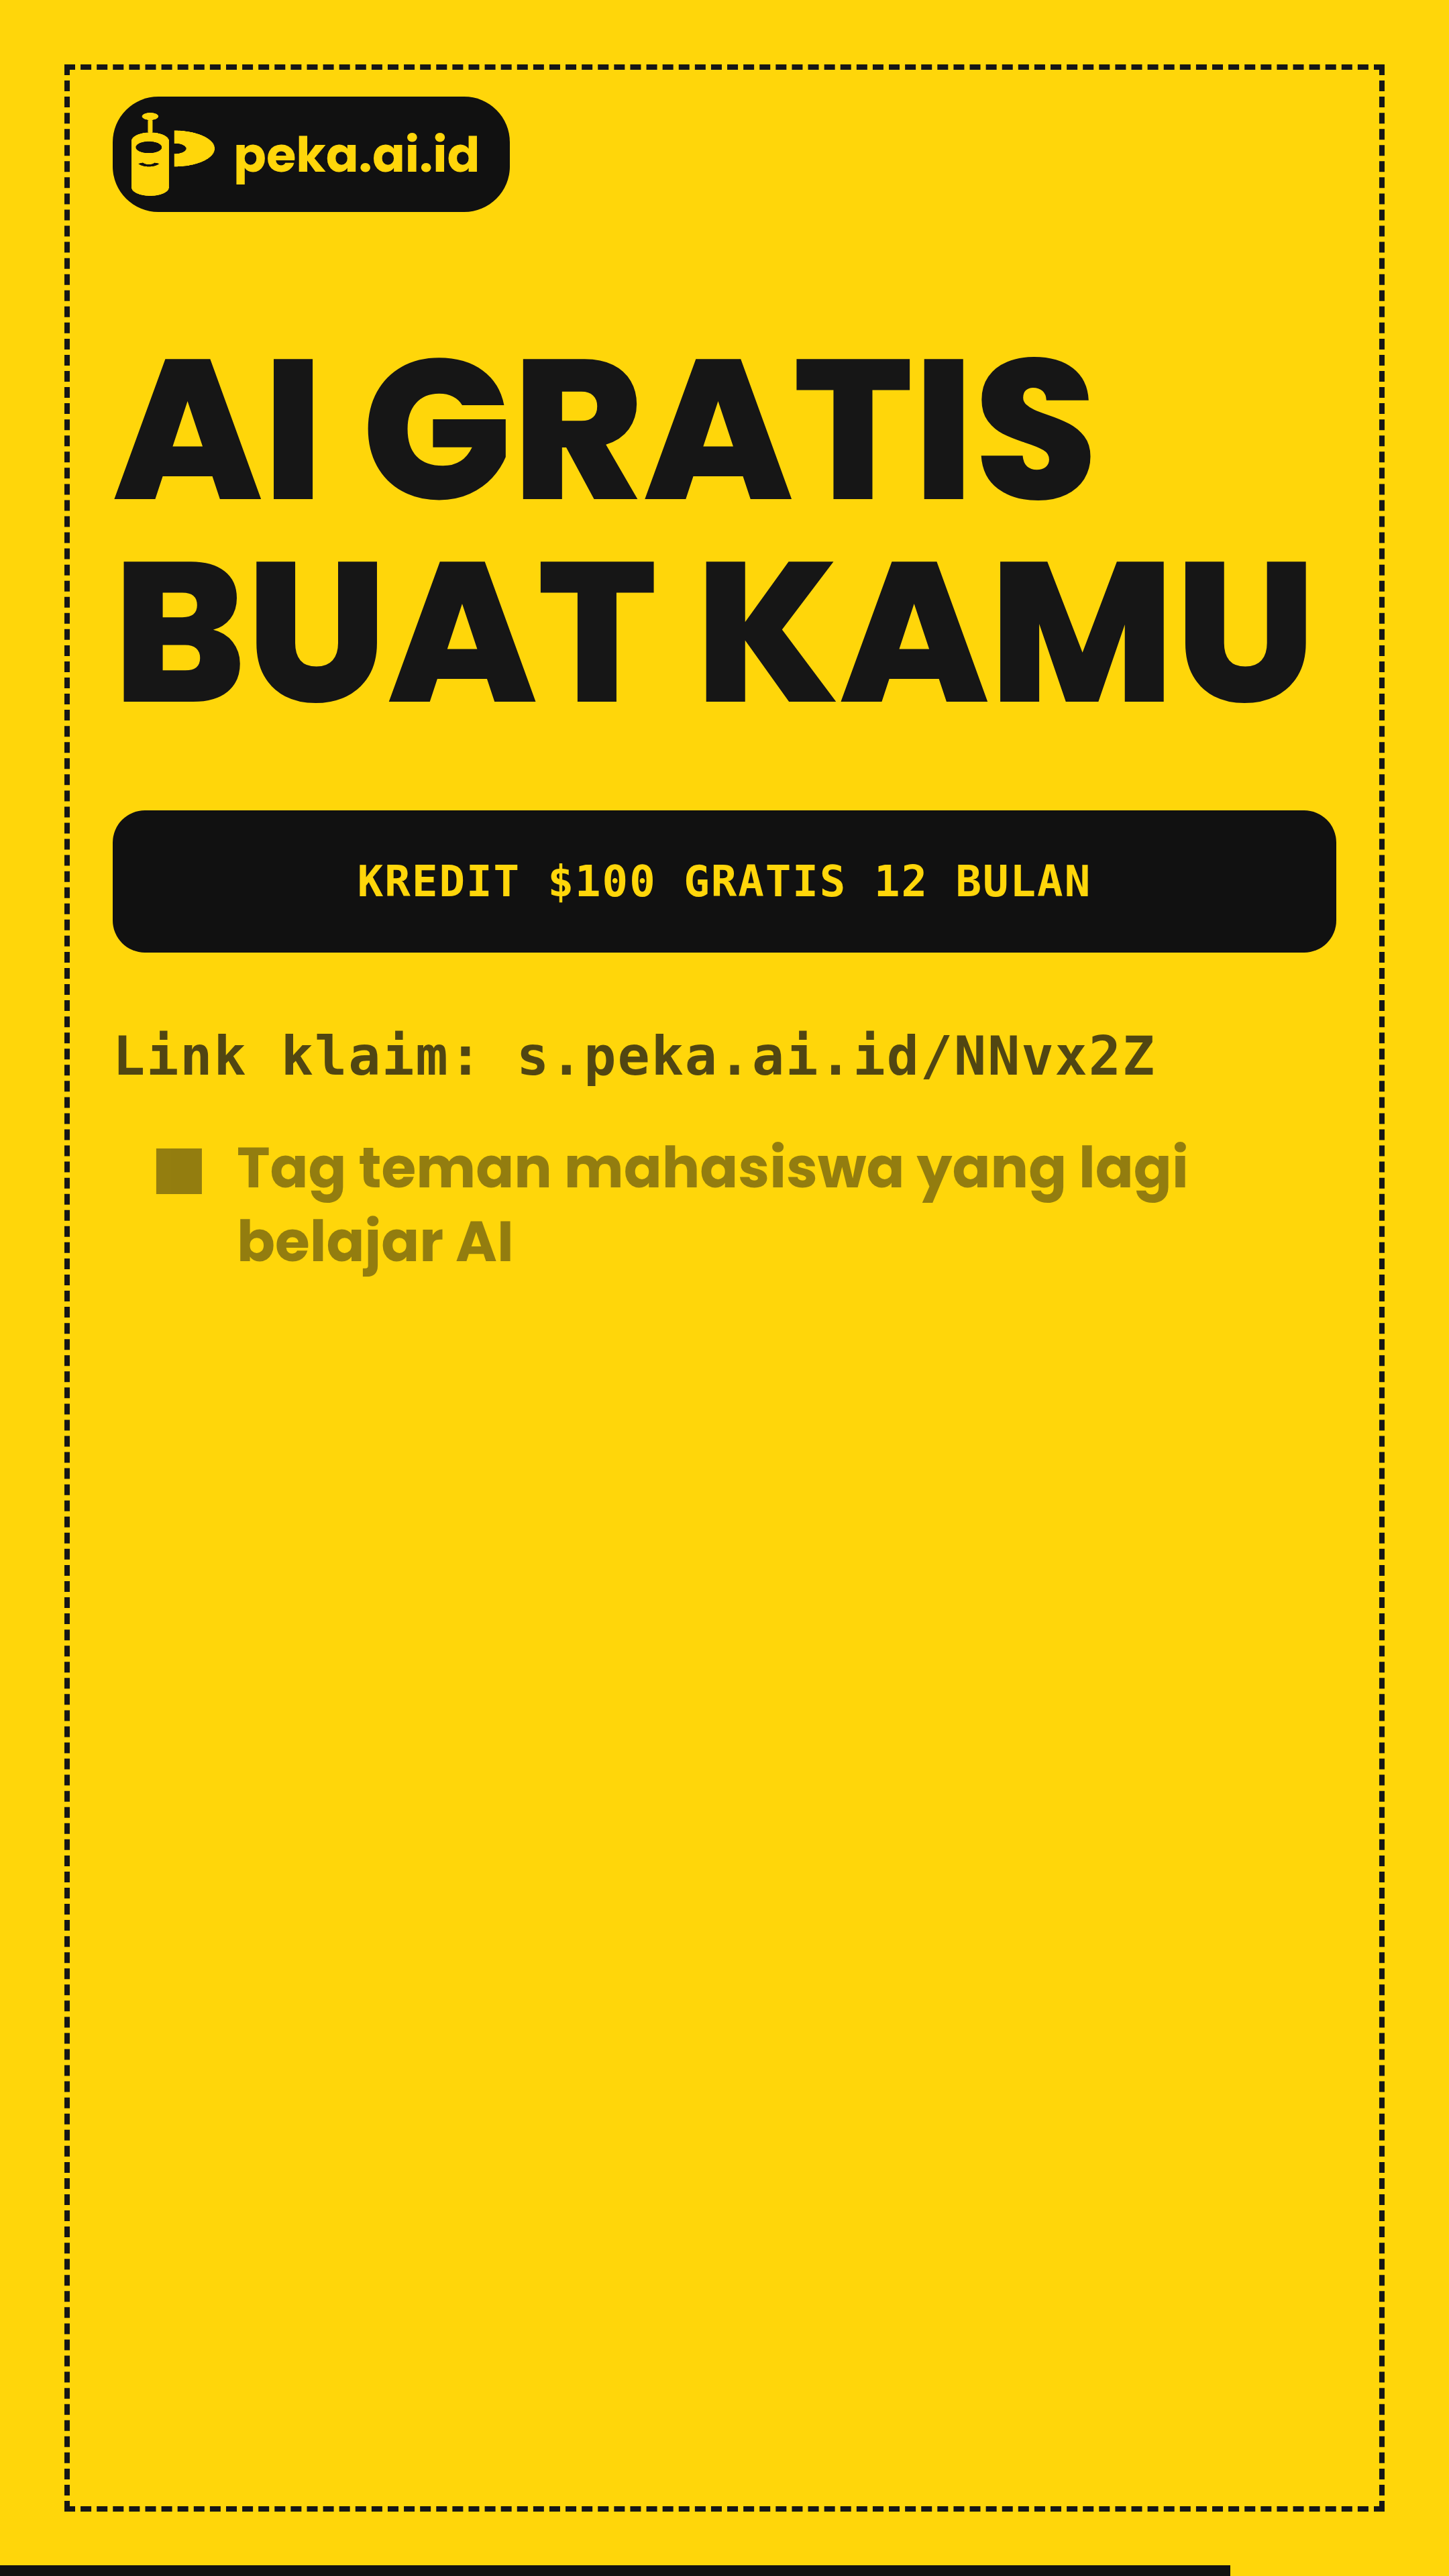 peka.ai.id
AI GRATIS
BUAT KAMU
KREDIT $100 GRATIS 12 BULAN
Link klaim: s.peka.ai.id/NNvx2Z
Tag teman mahasiswa yang lagi
belajar AI